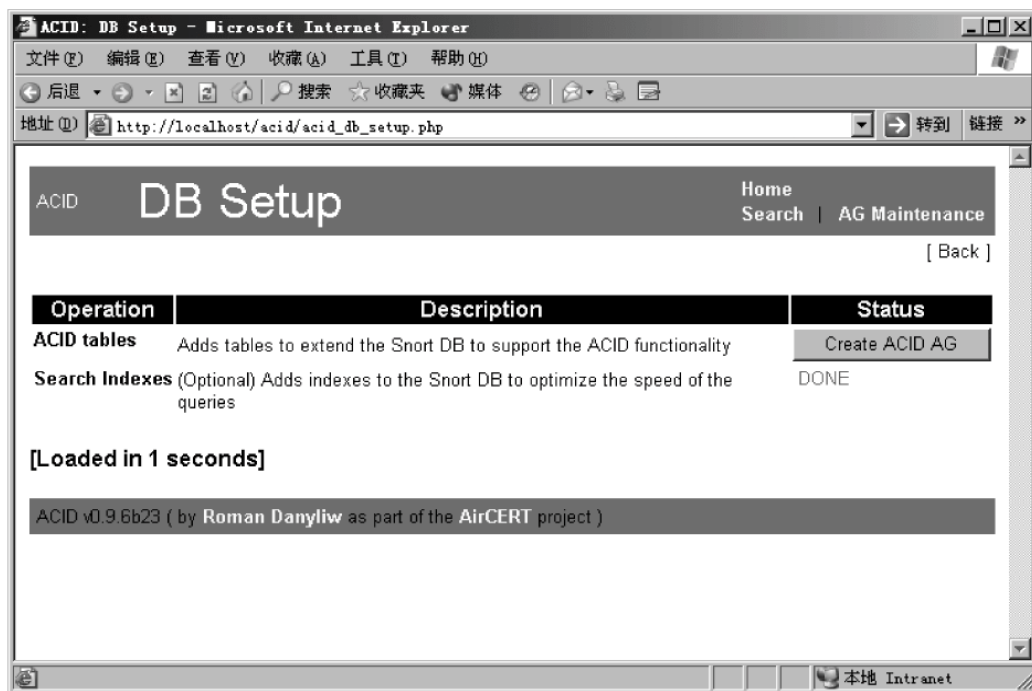 ACID: DB Setup - Microsoft Internet Explorer
文件(F) 编辑(E) 查看(V) 收藏(A) 工具(T) 帮助(H)
后退 搜索 收藏夹 媒体
地址(D) http://localhost/acid/acid_db_setup.php 转到 链接 »
ACID DB Setup Home
Search | AG Maintenance
[ Back ]
Operation Description Status
ACID tables Adds tables to extend the Snort DB to support the ACID functionality Create ACID AG
Search Indexes (Optional) Adds indexes to the Snort DB to optimize the speed of the DONE
queries
[Loaded in 1 seconds]
ACID v0.9.6b23 ( by Roman Danyliw as part of the AirCERT project )
本地 Intranet